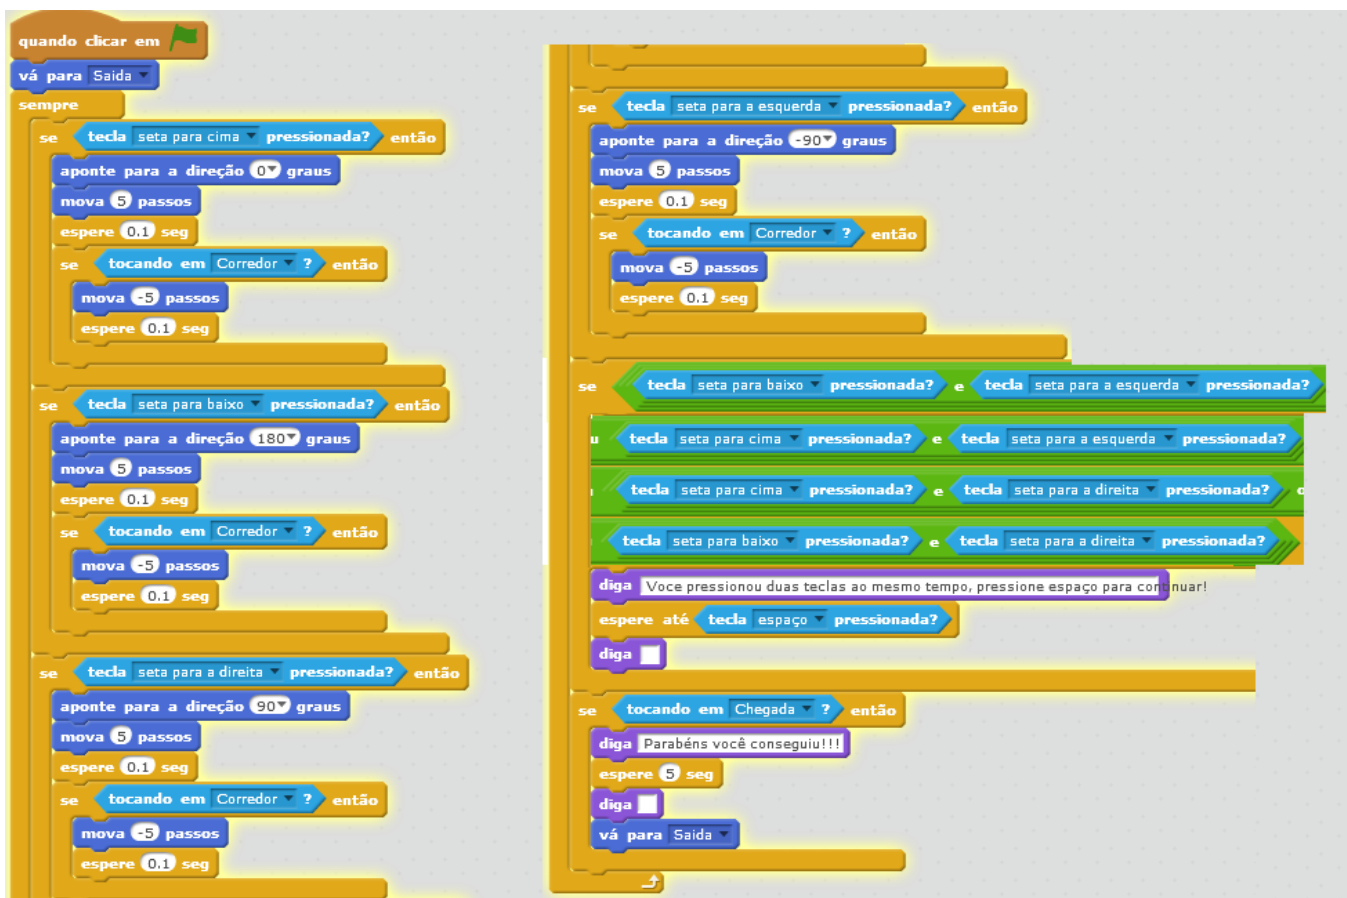 quando clicar em
vá para Saida
sempre
se tecla seta para cima pressionada? então
aponte para a direção 0 graus
mova 5 passos
espere 0.1 seg
se tocando em Corredor ? então
mova -5 passos
espere 0.1 seg
se tecla seta para baixo pressionada? então
aponte para a direção 180 graus
mova 5 passos
espere 0.1 seg
se tocando em Corredor ? então
mova -5 passos
espere 0.1 seg
se tecla seta para a direita pressionada? então
aponte para a direção 90 graus
mova 5 passos
espere 0.1 seg
se tocando em Corredor ? então
mova -5 passos
espere 0.1 seg
se tecla seta para a esquerda pressionada? então
aponte para a direção -90 graus
mova 5 passos
espere 0.1 seg
se tocando em Corredor ? então
mova -5 passos
espere 0.1 seg
se tecla seta para baixo pressionada? e tecla seta para a esquerda pressionada?
u tecla seta para cima pressionada? e tecla seta para a esquerda pressionada?
tecla seta para cima pressionada? e tecla seta para a direita pressionada?
tecla seta para baixo pressionada? e tecla seta para a direita pressionada?
diga Voce pressionou duas teclas ao mesmo tempo, pressione espaço para continuar!
espere até tecla espaço pressionada?
diga
se tocando em Chegada ? então
diga Parabéns você conseguiu!!!
espere 5 seg
diga
vá para Saida